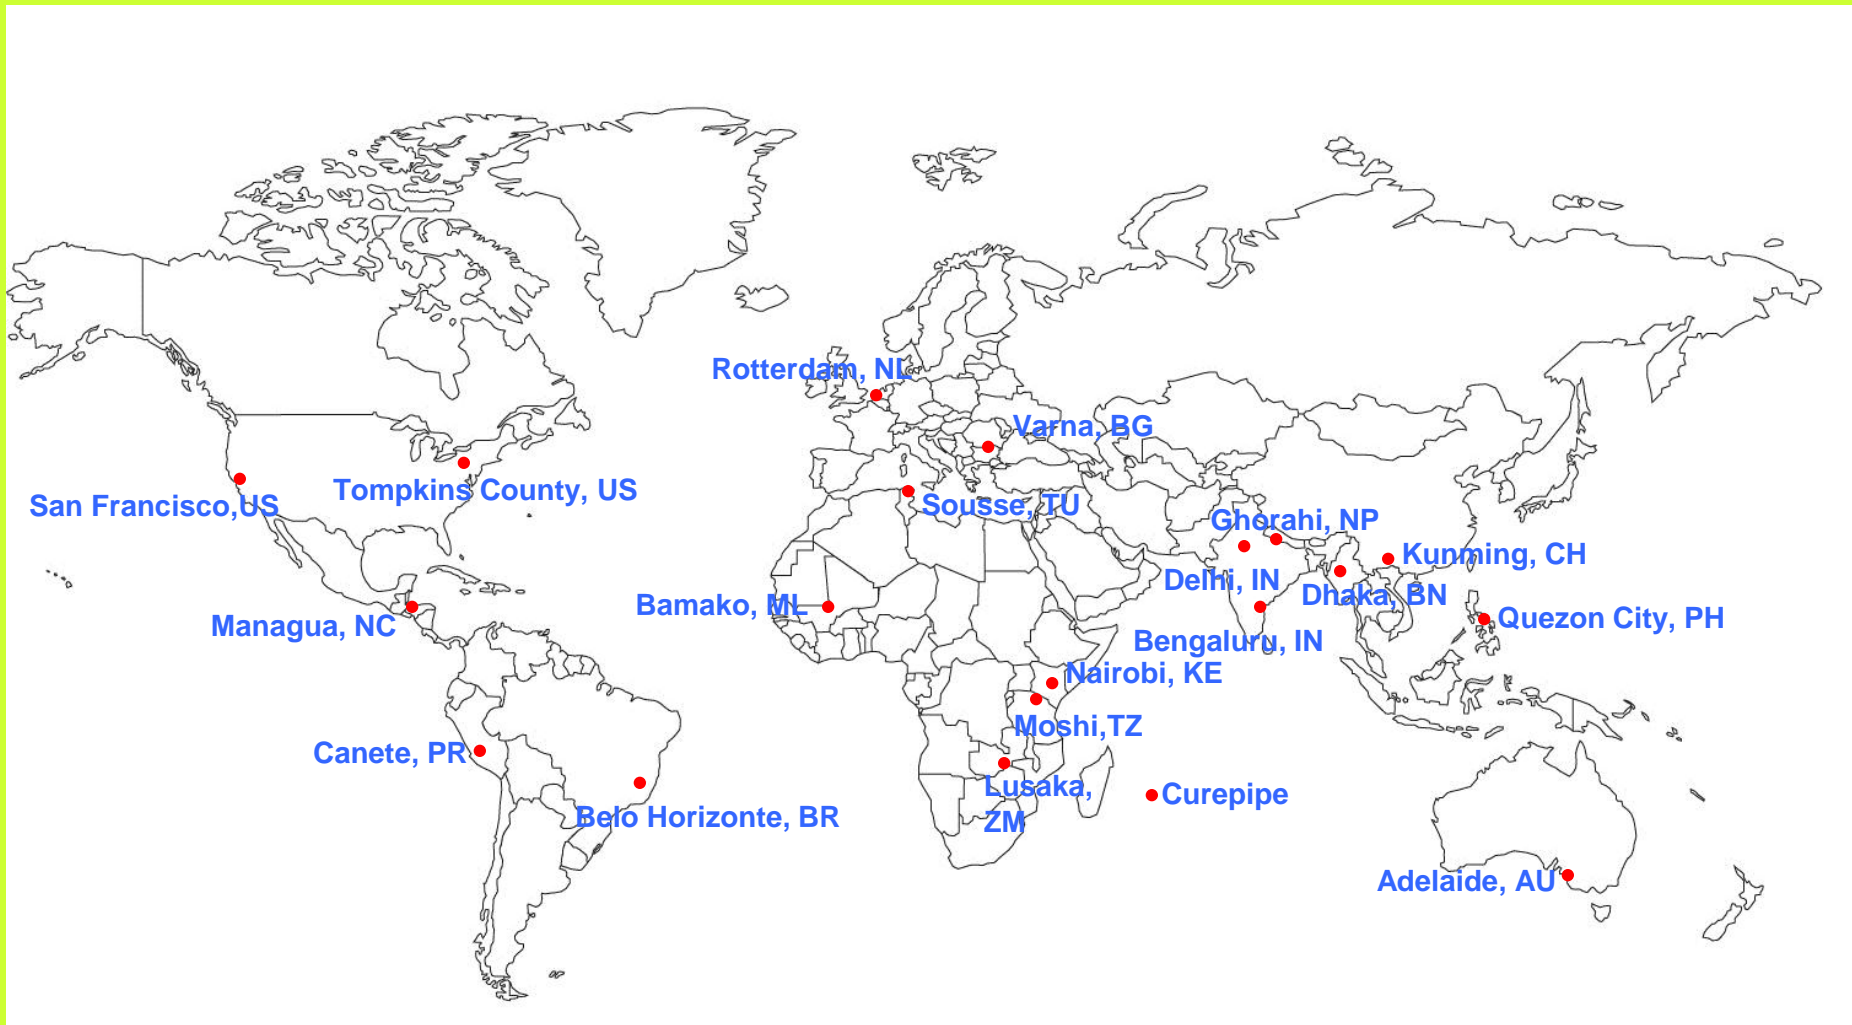 Rotterdam, NL
Varna, BG
Tompkins County, US
San Francisco,US
Sousse, TU
Ghorahi, NP
Kunming, CH
Delhi, IN
Dhaka, BN
Bamako, ML
Managua, NC
Quezon City, PH
Bengaluru, IN
Nairobi, KE
Moshi,TZ
Canete, PR
Lusaka,
ZM
Curepipe
Belo Horizonte, BR
Adelaide, AU